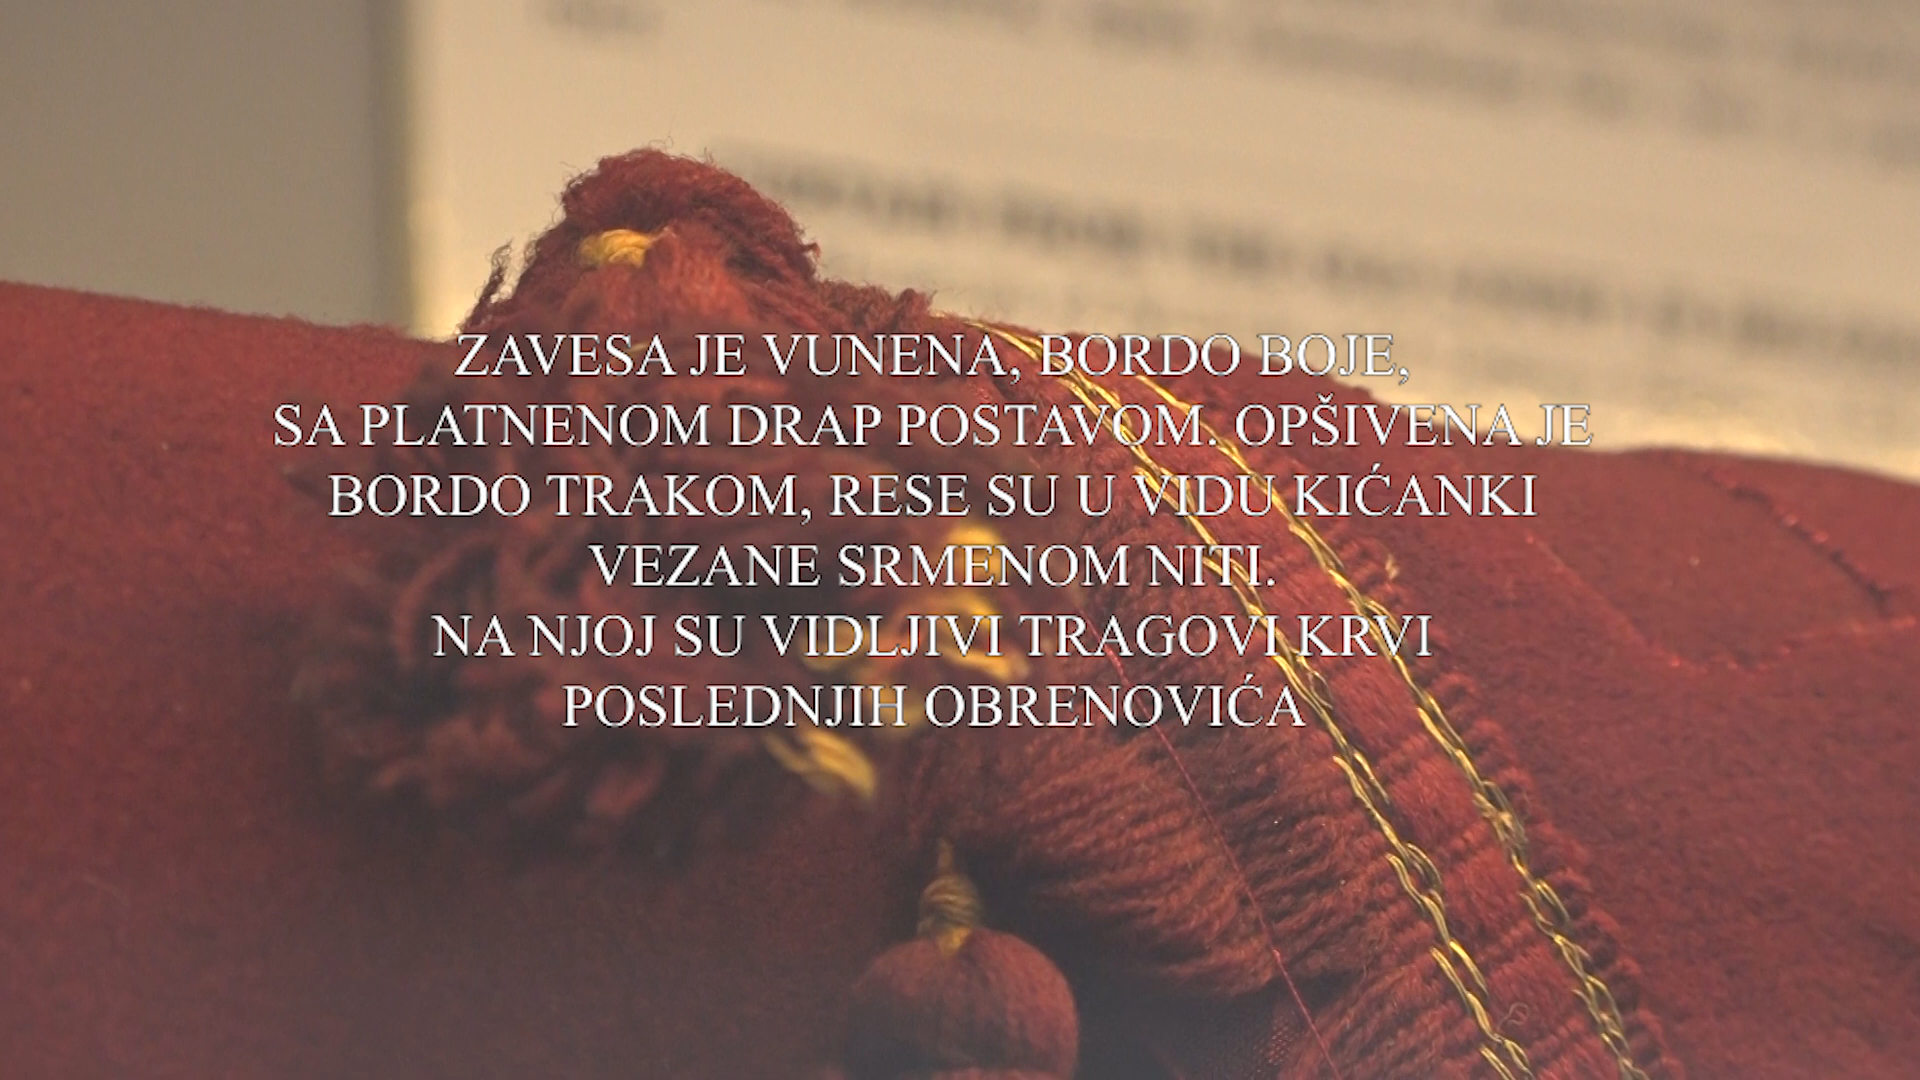 ZAVESA JE VUNENA, BORDO BOJE,
SA PLATNENOM DRAP POSTAVOM. OPŠIVENA JE
BORDO TRAKOM, RESE SU U VIDU KIĆANKI
VEZANE SRMENOM NITI.
NA NJOJ SU VIDLJIVI TRAGOVI KRVI
POSLEDNJIH OBRENOVIĆA